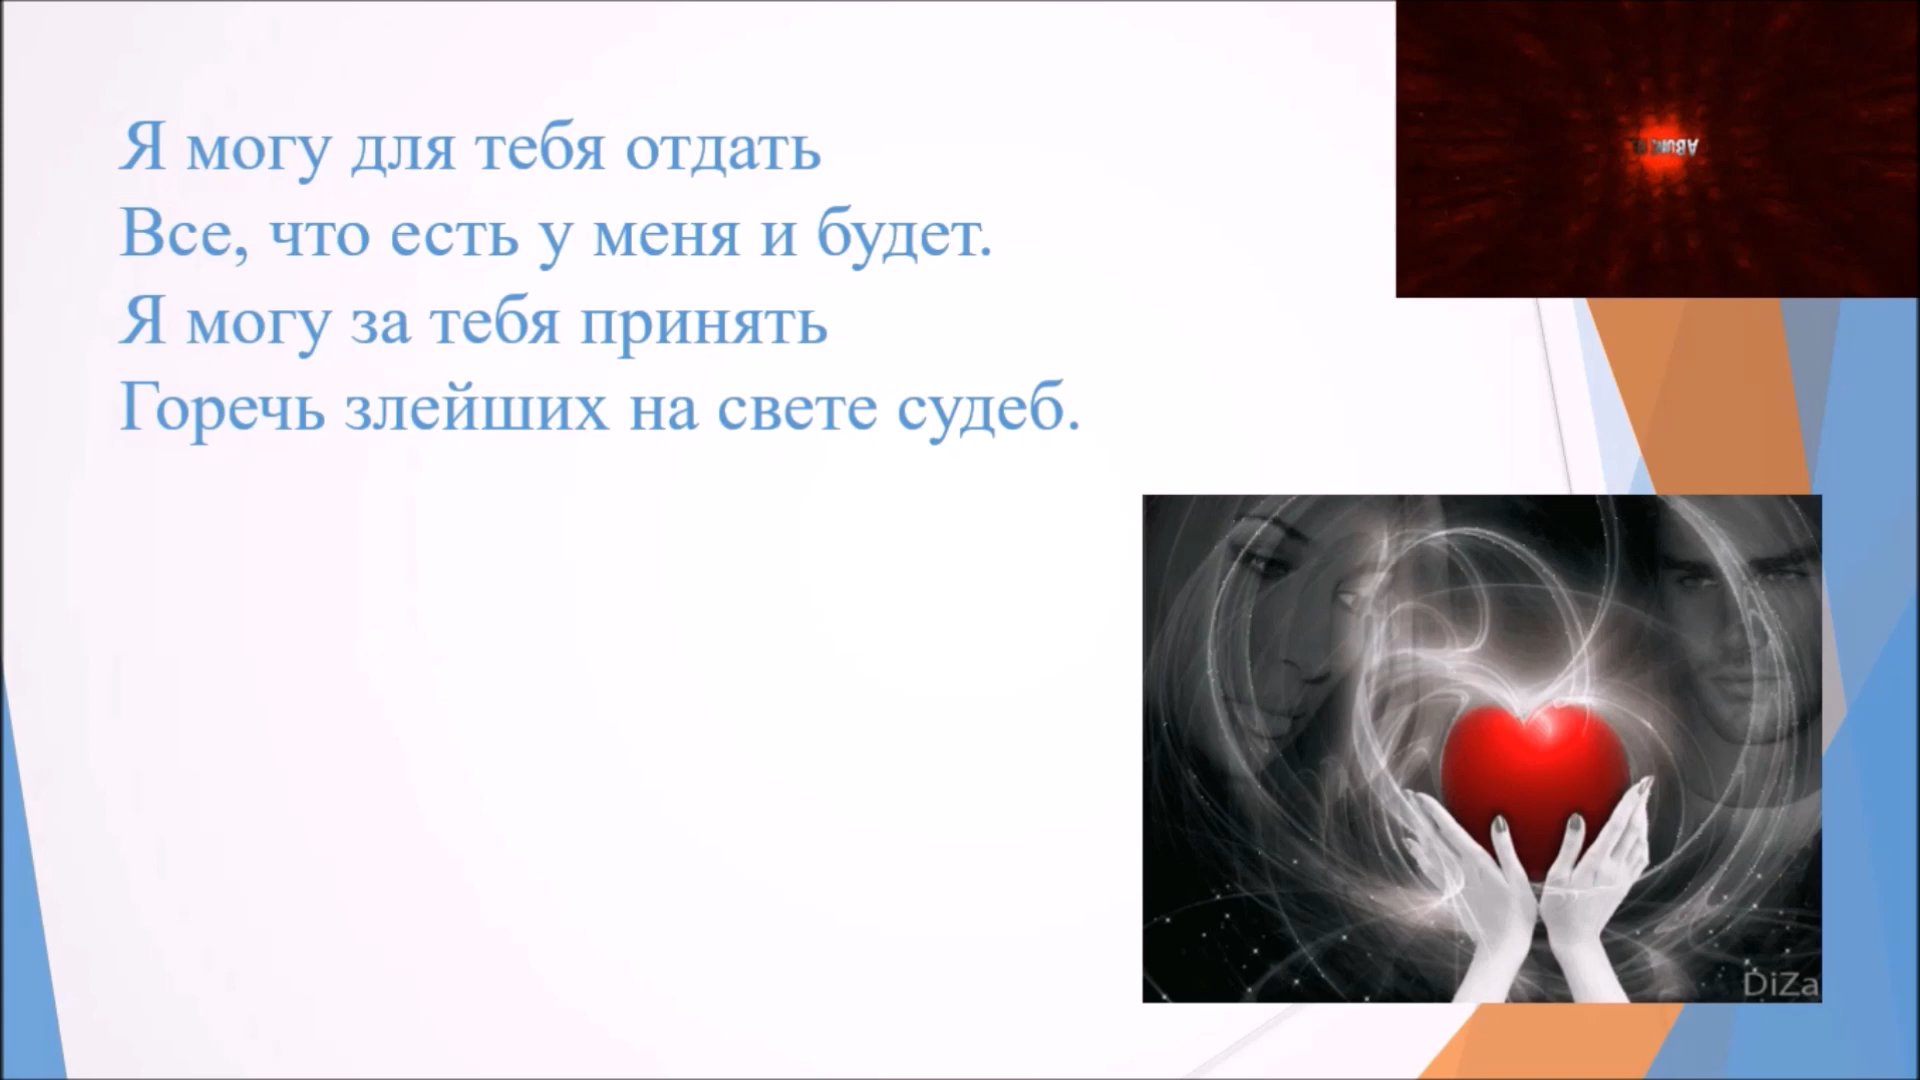 Я могу для тебя отдать
Все, что есть у меня и будет.
Я могу за тебя принять
Горечь злейших на свете судеб.
DiZa